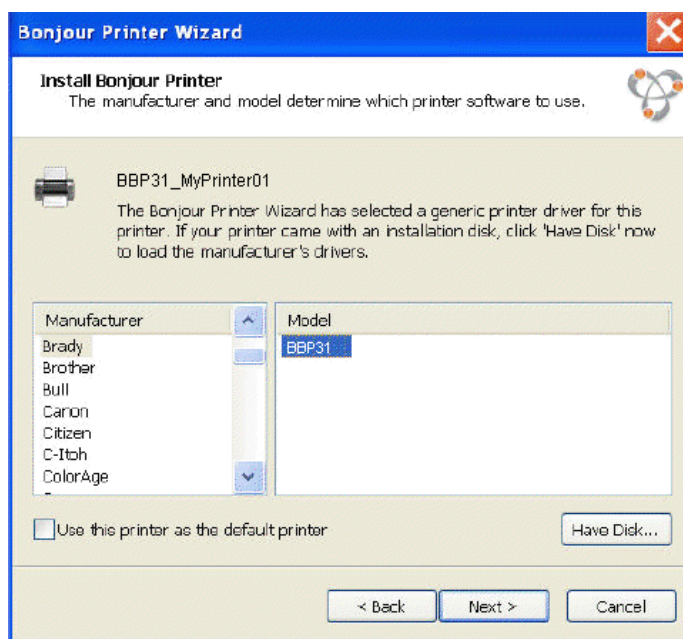 Bonjour Printer Wizard
Install Bonjour Printer
The manufacturer and model determine which printer software to use.
BBP31_MyPrinter01
The Bonjour Printer Wizard has selected a generic printer driver for this
printer. If your printer came with an installation disk, click 'Have Disk' now
to load the manufacturer's drivers.
Manufacturer
Model
Brady
BBP31
Brother
Bull
Canon
Citizen
C-Itoh
ColorAge
Use this printer as the default printer
Have Disk...
< Back
Next >
Cancel